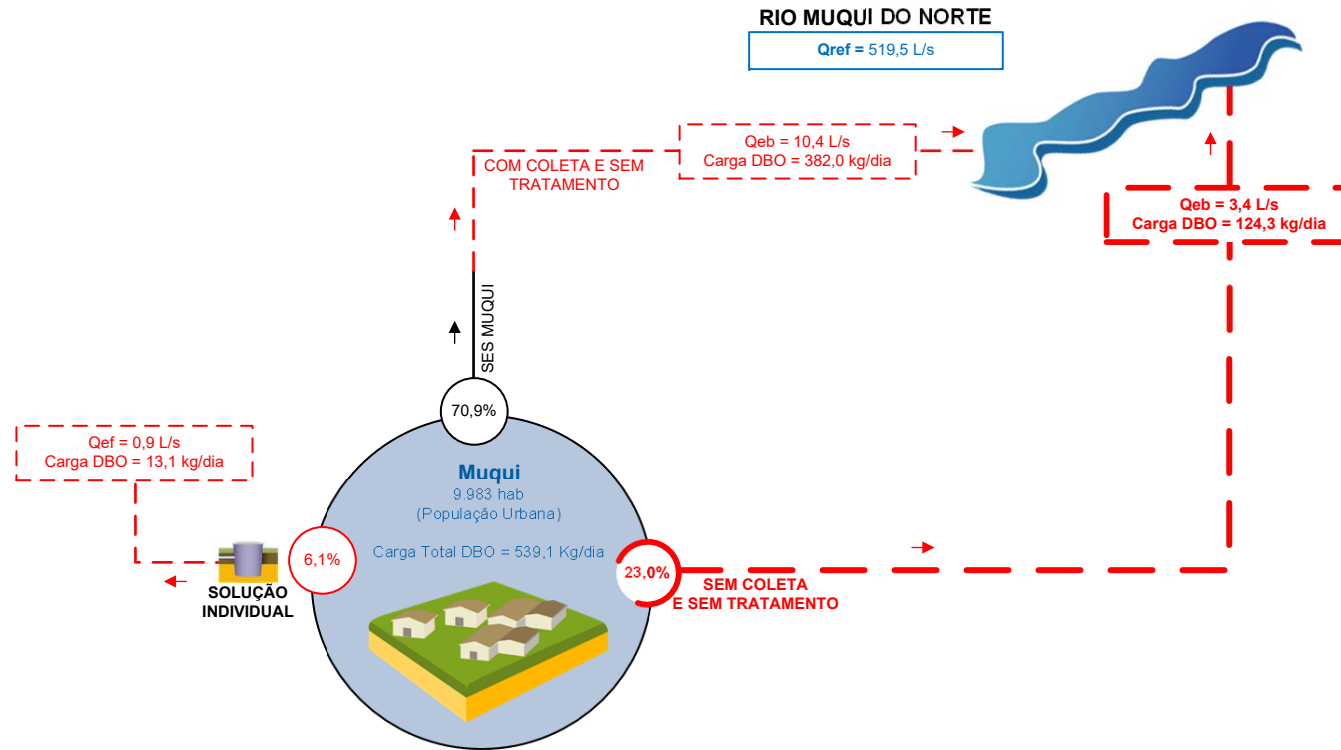 RIO MUQUI DO NORTE
Qref = 519,5 L/s
Qeb = 10,4 L/s
Carga DBO = 382,0 kg/dia
COM COLETA E SEM
TRATAMENTO
Qeb = 3,4 L/s
Carga DBO = 124,3 kg/dia
SES MUQUI
70,9%
Qef = 0,9 L/s
Carga DBO = 13,1 kg/dia
Muqui
9.983 hab
(População Urbana)
Carga Total DBO = 539,1 Kg/dia
6,1%
23,0%
SOLUÇÃO
INDIVIDUAL
SEM COLETA
E SEM TRATAMENTO